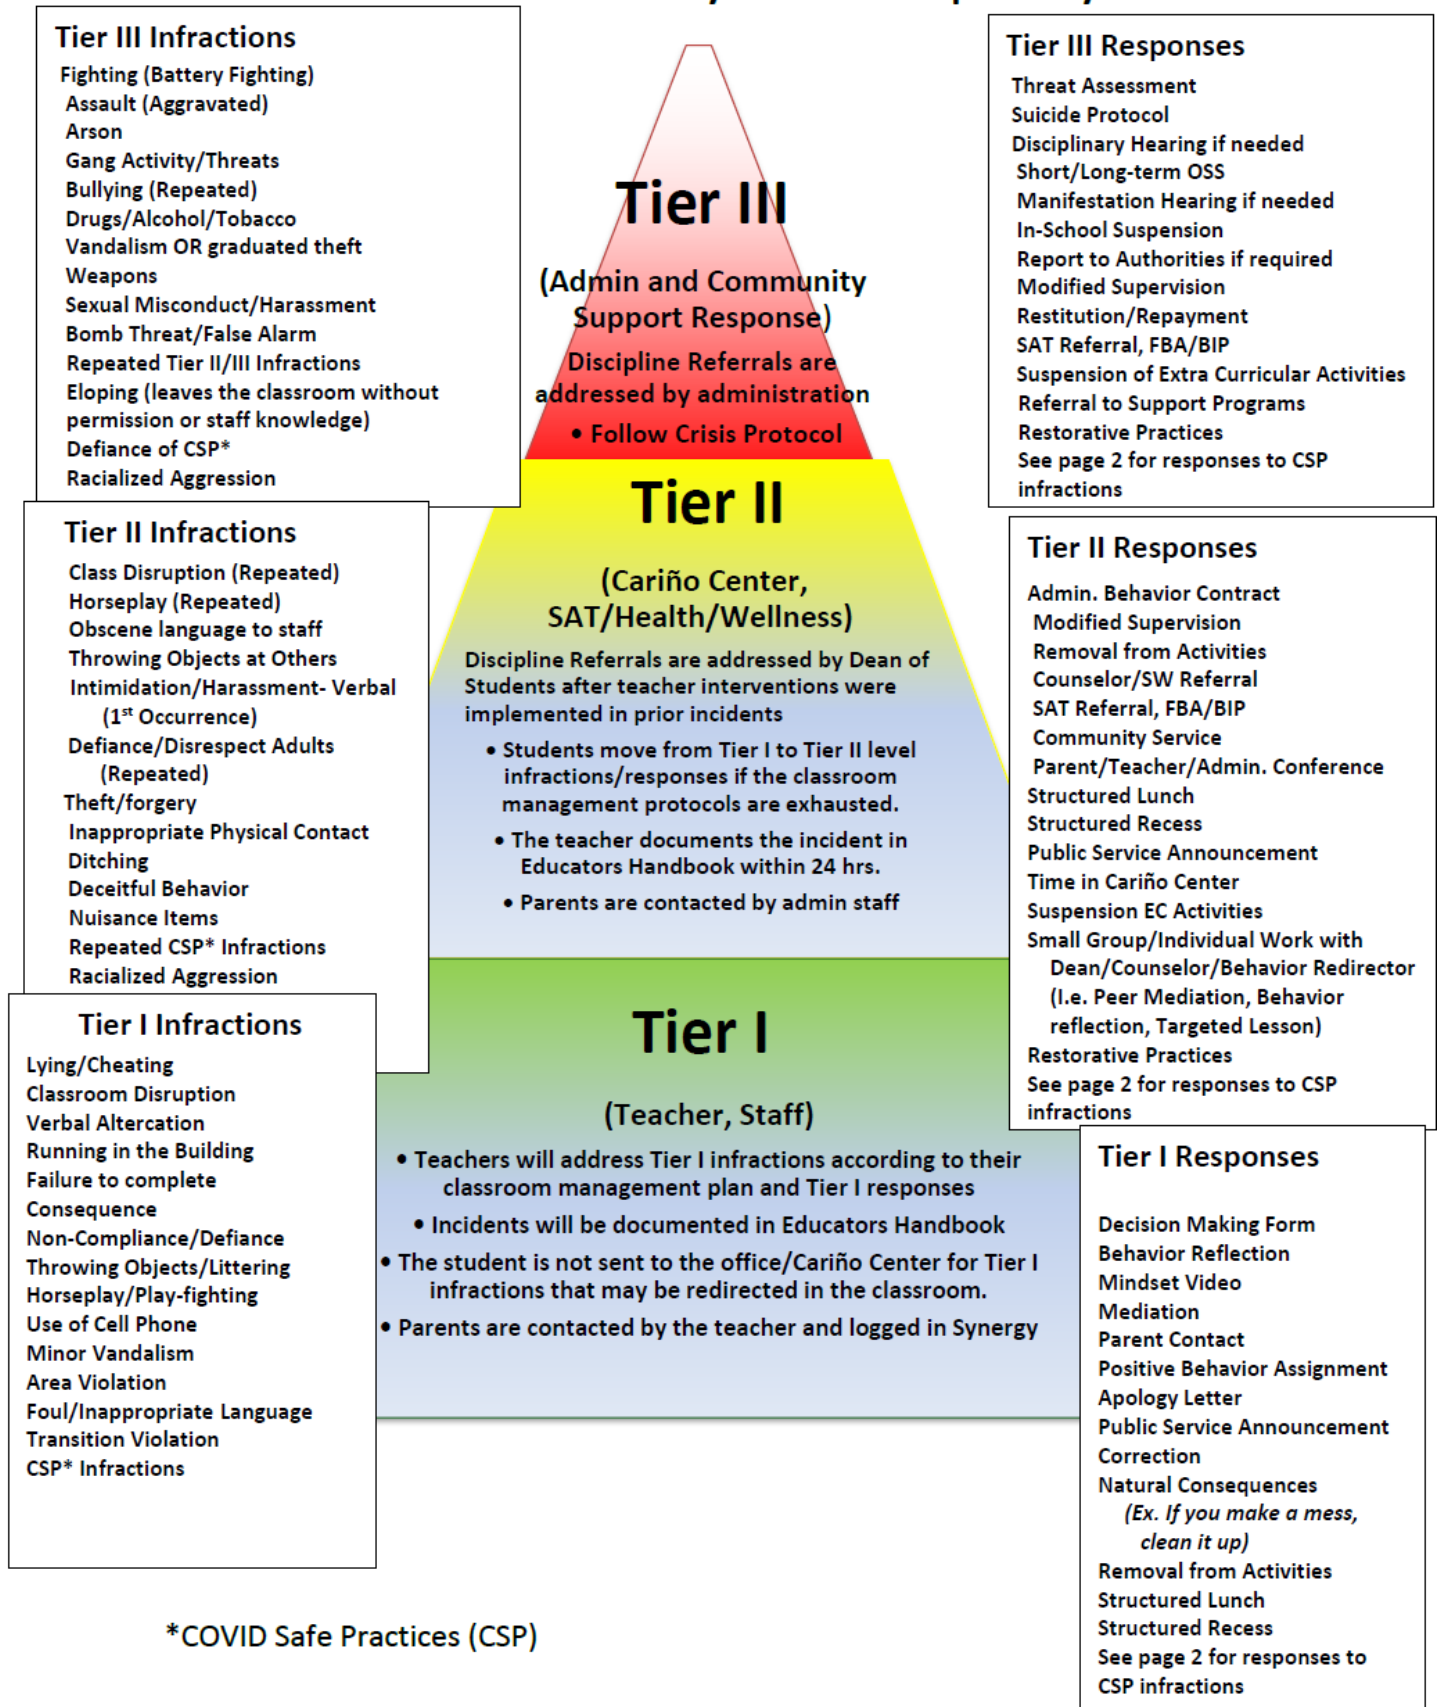 Tier III Infractions
Fighting (Battery Fighting)
Assault (Aggravated)
Arson
Gang Activity/Threats
Bullying (Repeated)
Drugs/Alcohol/Tobacco
Vandalism OR graduated theft
Weapons
Sexual Misconduct/Harassment
Bomb Threat/False Alarm
Repeated Tier II/III Infractions
Eloping (leaves the classroom without
permission or staff knowledge)
Defiance of CSP*
Racialized Aggression
Tier III
(Admin and Community
Support Response)
Discipline Referrals are
addressed by administration
• Follow Crisis Protocol
Tier III Responses
Threat Assessment
Suicide Protocol
Disciplinary Hearing if needed
Short/Long-term OSS
Manifestation Hearing if needed
In-School Suspension
Report to Authorities if required
Modified Supervision
Restitution/Repayment
SAT Referral, FBA/BIP
Suspension of Extra Curricular Activities
Referral to Support Programs
Restorative Practices
See page 2 for responses to CSP
infractions
Tier II Infractions
Class Disruption (Repeated)
Horseplay (Repeated)
Obscene language to staff
Throwing Objects at Others
Intimidation/Harassment- Verbal
(1st Occurrence)
Defiance/Disrespect Adults
(Repeated)
Theft/forgery
Inappropriate Physical Contact
Ditching
Deceitful Behavior
Nuisance Items
Repeated CSP* Infractions
Racialized Aggression
Tier II
(Cariño Center,
SAT/Health/Wellness)
Discipline Referrals are addressed by Dean of
Students after teacher interventions were
implemented in prior incidents
• Students move from Tier I to Tier II level
infractions/responses if the classroom
management protocols are exhausted.
• The teacher documents the incident in
Educators Handbook within 24 hrs.
• Parents are contacted by admin staff
Tier II Responses
Admin. Behavior Contract
Modified Supervision
Removal from Activities
Counselor/SW Referral
SAT Referral, FBA/BIP
Community Service
Parent/Teacher/Admin. Conference
Structured Lunch
Structured Recess
Public Service Announcement
Time in Cariño Center
Suspension EC Activities
Small Group/Individual Work with
Dean/Counselor/Behavior Redirector
(I.e. Peer Mediation, Behavior
reflection, Targeted Lesson)
Restorative Practices
See page 2 for responses to CSP
infractions
Tier I Infractions
Lying/Cheating
Classroom Disruption
Verbal Altercation
Running in the Building
Failure to complete
Consequence
Non-Compliance/Defiance
Throwing Objects/Littering
Horseplay/Play-fighting
Use of Cell Phone
Minor Vandalism
Area Violation
Foul/Inappropriate Language
Transition Violation
CSP* Infractions
Tier I
(Teacher, Staff)
• Teachers will address Tier I infractions according to their
classroom management plan and Tier I responses
• Incidents will be documented in Educators Handbook
• The student is not sent to the office/Cariño Center for Tier I
infractions that may be redirected in the classroom.
• Parents are contacted by the teacher and logged in Synergy
Tier I Responses
Decision Making Form
Behavior Reflection
Mindset Video
Mediation
Parent Contact
Positive Behavior Assignment
Apology Letter
Public Service Announcement
Correction
Natural Consequences
(Ex. If you make a mess,
clean it up)
Removal from Activities
Structured Lunch
Structured Recess
See page 2 for responses to
CSP infractions
*COVID Safe Practices (CSP)